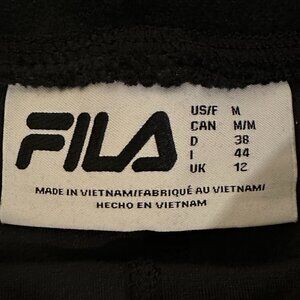 FILA
US/F M
CAN M/M
D 38
I 44
UK 12
MADE IN VIETNAM/FABRIQUÉ AU VIETNAM/
HECHO EN VIETNAM